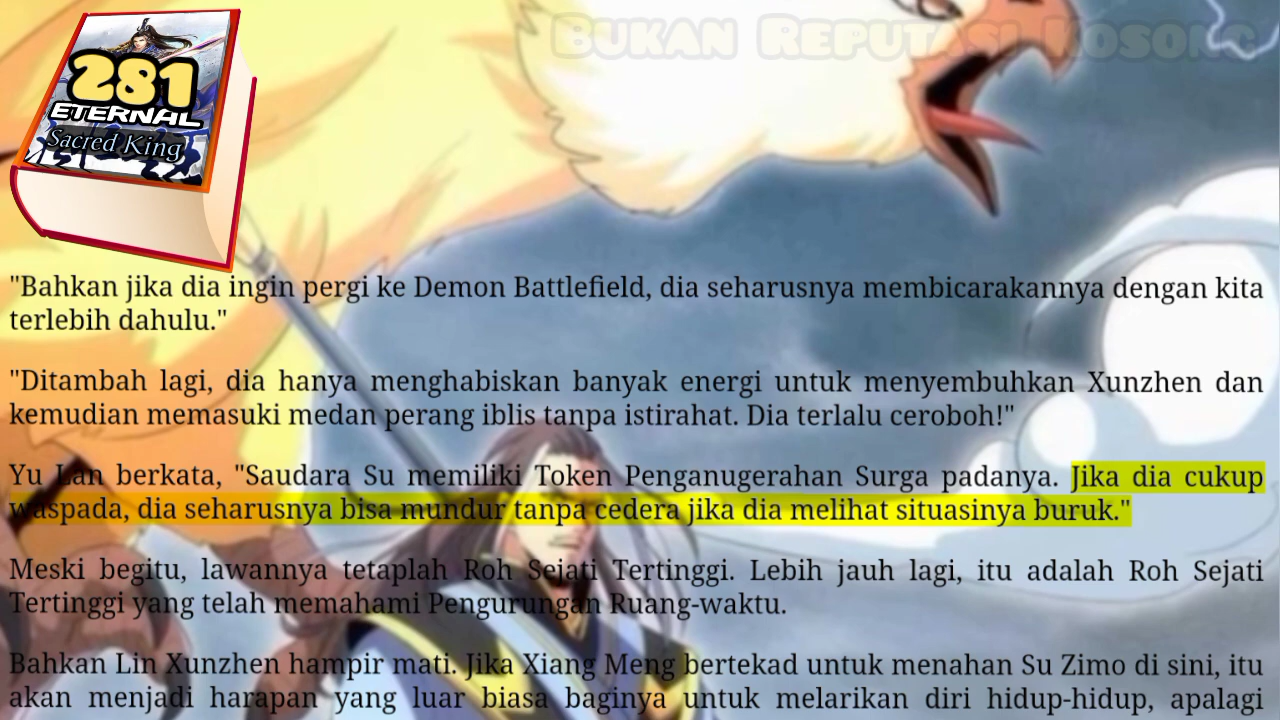 Bukan Reputasi Kosong
281
ETERNAL
Sacred King
"Bahkan jika dia ingin pergi ke Demon Battlefield, dia seharusnya membicarakannya dengan kita
terlebih dahulu."
"Ditambah lagi, dia hanya menghabiskan banyak energi untuk menyembuhkan Xunzhen dan
kemudian memasuki medan perang iblis tanpa istirahat. Dia terlalu ceroboh!"
Yu Lan berkata, "Saudara Su memiliki Token Penganugerahan Surga padanya. Jika dia cukup
waspada, dia seharusnya bisa mundur tanpa cedera jika dia melihat situasinya buruk."
Meski begitu, lawannya tetaplah Roh Sejati Tertinggi. Lebih jauh lagi, itu adalah Roh Sejati
Tertinggi yang telah memahami Pengurungan Ruang-waktu.
Bahkan Lin Xunzhen hampir mati. Jika Xiang Meng bertekad untuk menahan Su Zimo di sini, itu
akan menjadi harapan yang luar biasa baginya untuk melarikan diri hidup-hidup, apalagi